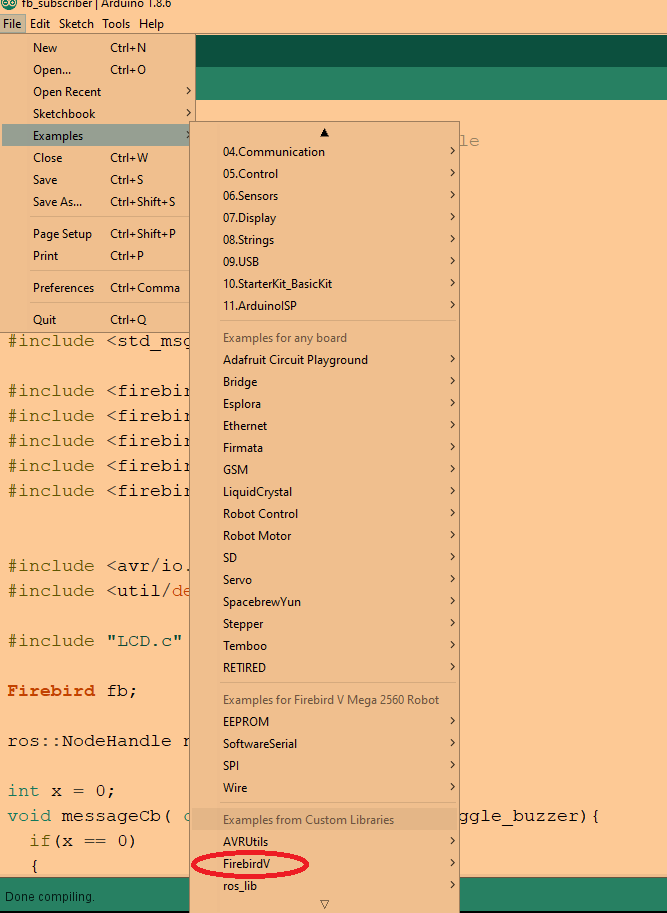 fb_subscriber | Arduino 1.8.6
File Edit Sketch Tools Help
New Ctrl+N
Open... Ctrl+O
Open Recent
Sketchbook
Examples
Close Ctrl+W
Save Ctrl+S
Save As... Ctrl+Shift+S
Page Setup Ctrl+Shift+P
Print Ctrl+P
Preferences Ctrl+Comma
Quit Ctrl+Q
le
04.Communication
05.Control
06.Sensors
07.Display
08.Strings
09.USB
10.StarterKit_BasicKit
11.ArduinoISP
Examples for any board
Adafruit Circuit Playground
Bridge
Esplora
Ethernet
Firmata
GSM
LiquidCrystal
Robot Control
Robot Motor
SD
Servo
SpacebrewYun
Stepper
Temboo
RETIRED
Examples for Firebird V Mega 2560 Robot
EEPROM
SoftwareSerial
SPI
Wire
Examples from Custom Libraries
AVRUtils
FirebirdV
ros_lib
#include <std_msg
#include <firebir
#include <firebir
#include <firebir
#include <firebir
#include <firebir
#include <avr/io.
#include <util/de
#include "LCD.c"
Firebird fb;
ros::NodeHandle n
int x = 0;
void messageCb( c ggle_buzzer){
if(x == 0)
{
Done compiling.